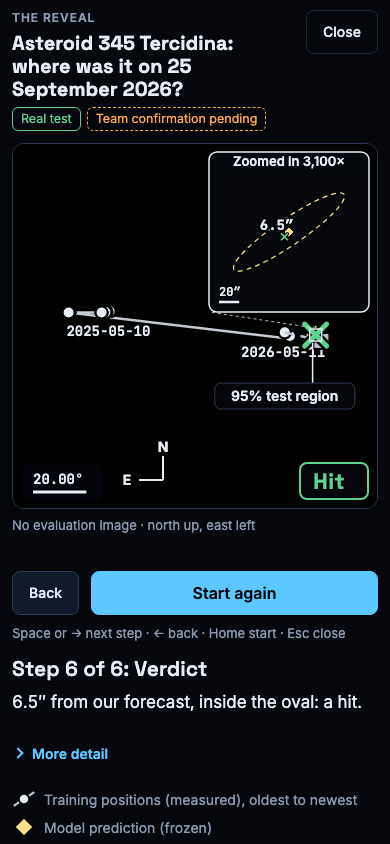 THE REVEAL
Asteroid 345 Tercidina:
where was it on 25
September 2026?
Close
Real test
Team confirmation pending
Zoomed in 3,100×
6.5″
20″
2025-05-10
2026-05-11
95% test region
N
E
20.00°
Hit
No evaluation image · north up, east left
Back
Start again
Space or → next step · ← back · Home start · Esc close
Step 6 of 6: Verdict
6.5″ from our forecast, inside the oval: a hit.
More detail
Training positions (measured), oldest to newest
Model prediction (frozen)